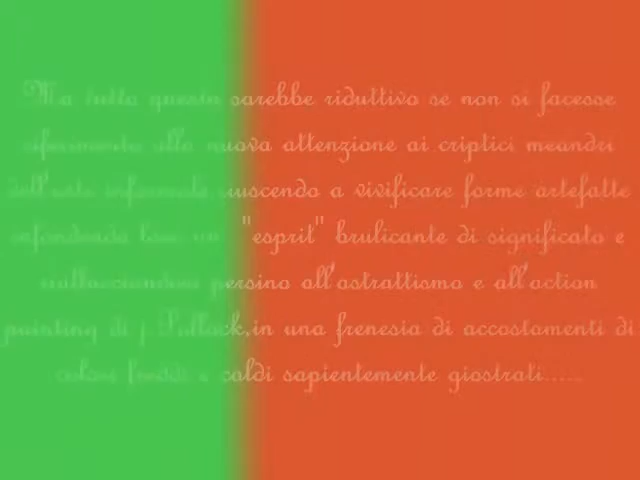 Ma tutto questo sarebbe riduttivo se non si facesse
riferimento alla nuova attenzione ai criptici meandri
dell'arte informale, riuscendo a vivificare forme artefatte
infondendo loro un "esprit" brulicante di significato e
riallacciandosi persino all'astrattismo e all'action
painting di j Pollack,in una frenesia di accostamenti di
colori freddi e caldi sapientemente giostrati.....